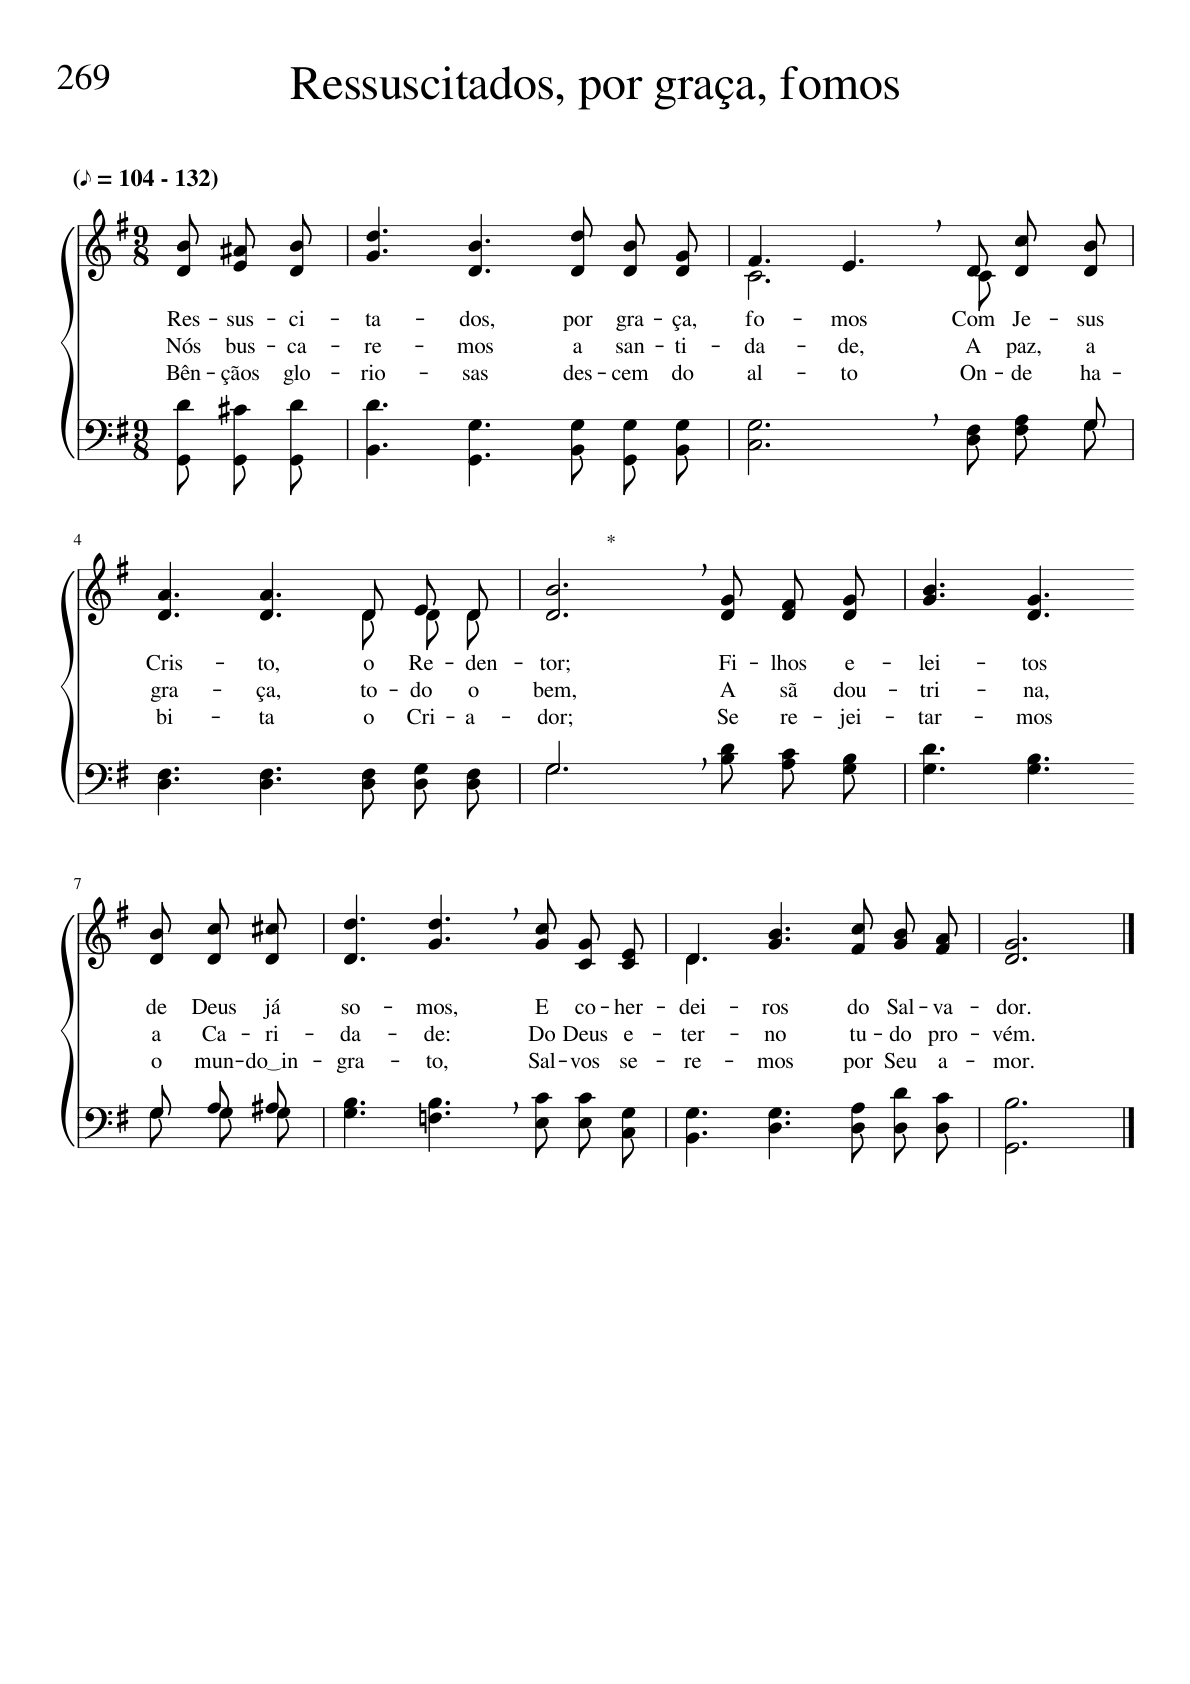 269
Ressuscitados, por graça, fomos
(♪ = 104 - 132)
Res - sus - ci - ta - dos, por gra - ça, fo - mos Com Je - sus
Nós bus - ca - re - mos a san - ti - da - de, A paz, a
Bên - çãos glo - rio - sas des - cem do al - to On - de ha -
4
*
Cris - to, o Re - den - tor; Fi - lhos e - lei - tos
gra - ça, to - do o bem, A sã dou - tri - na,
bi - ta o Cri - a - dor; Se re - jei - tar - mos
7
de Deus já so - mos, E co - her - dei - ros do Sal - va - dor.
a Ca - ri - da - de: Do Deus e - ter - no tu - do pro - vém.
o mun - do‿in - gra - to, Sal - vos se - re - mos por Seu a - mor.